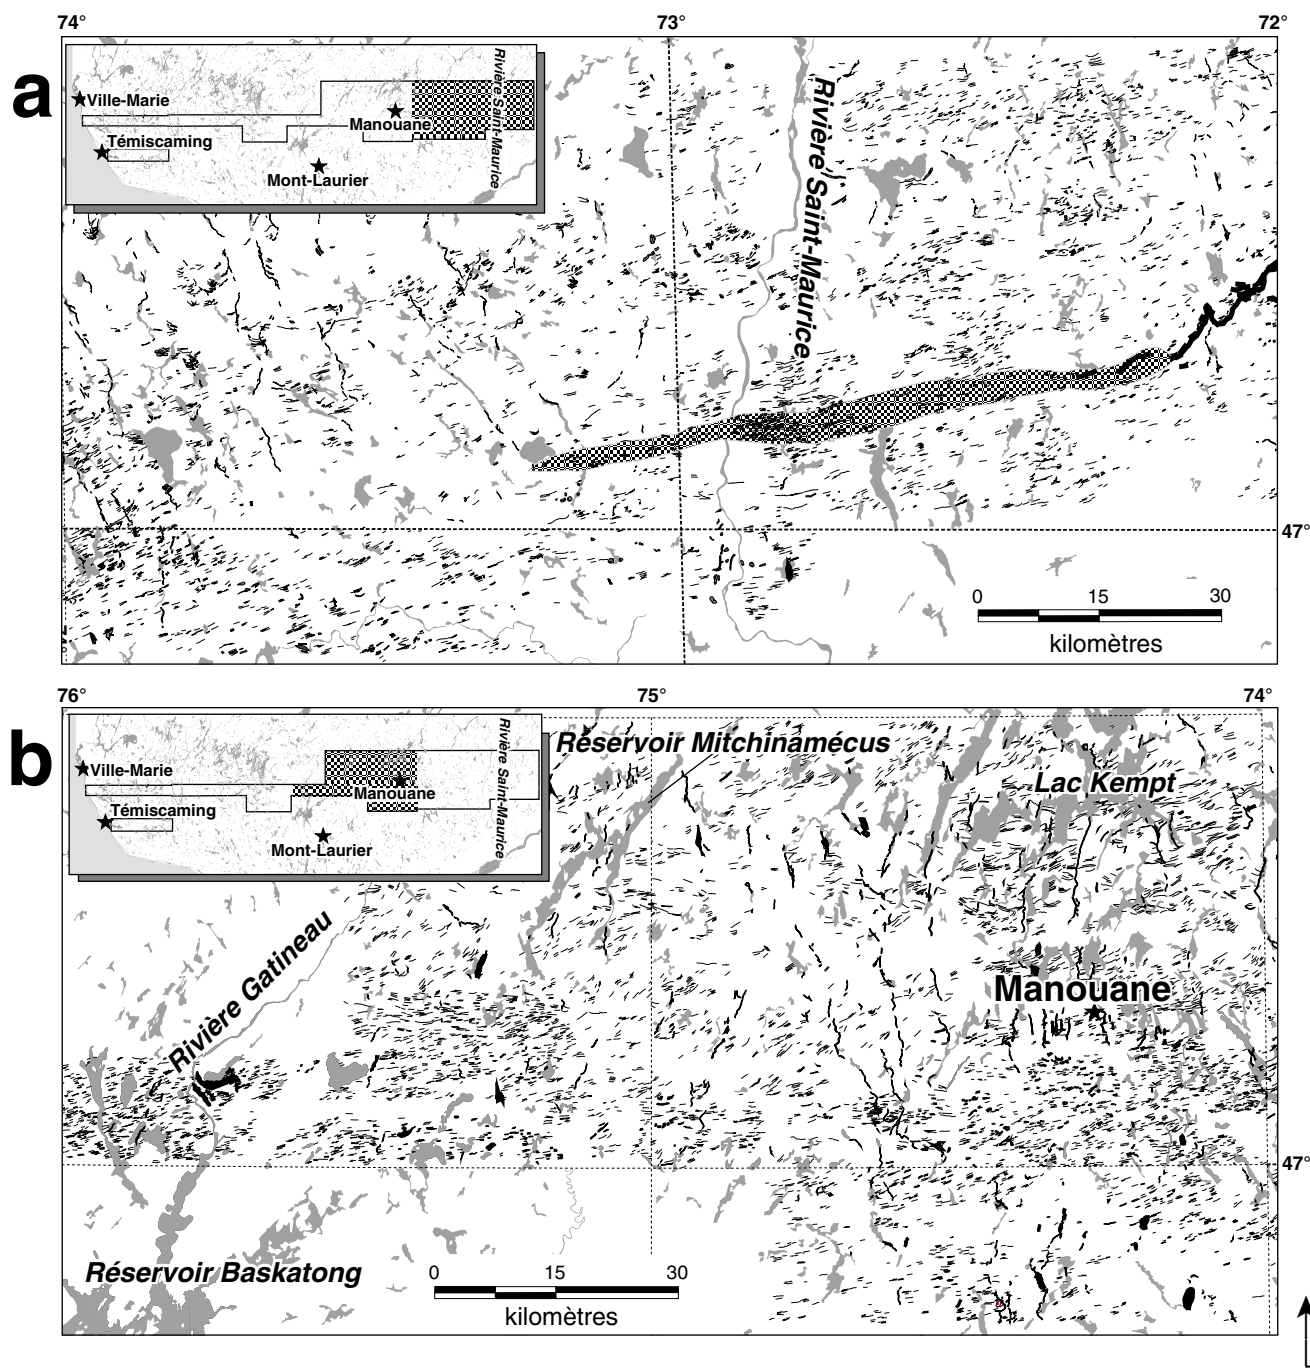 74°
73°
72°
a
Ville-Marie
Témiscaming
Manouane
Mont-Laurier
Rivière Saint-Maurice
Rivière Saint-Maurice
47°
0
15
30
kilomètres
76°
75°
74°
b
Ville-Marie
Témiscaming
Manouane
Mont-Laurier
Rivière Saint-Maurice
Réservoir Mitchinamécus
Lac Kempt
Rivière Gatineau
Manouane
47°
Réservoir Baskatong
0
15
30
kilomètres